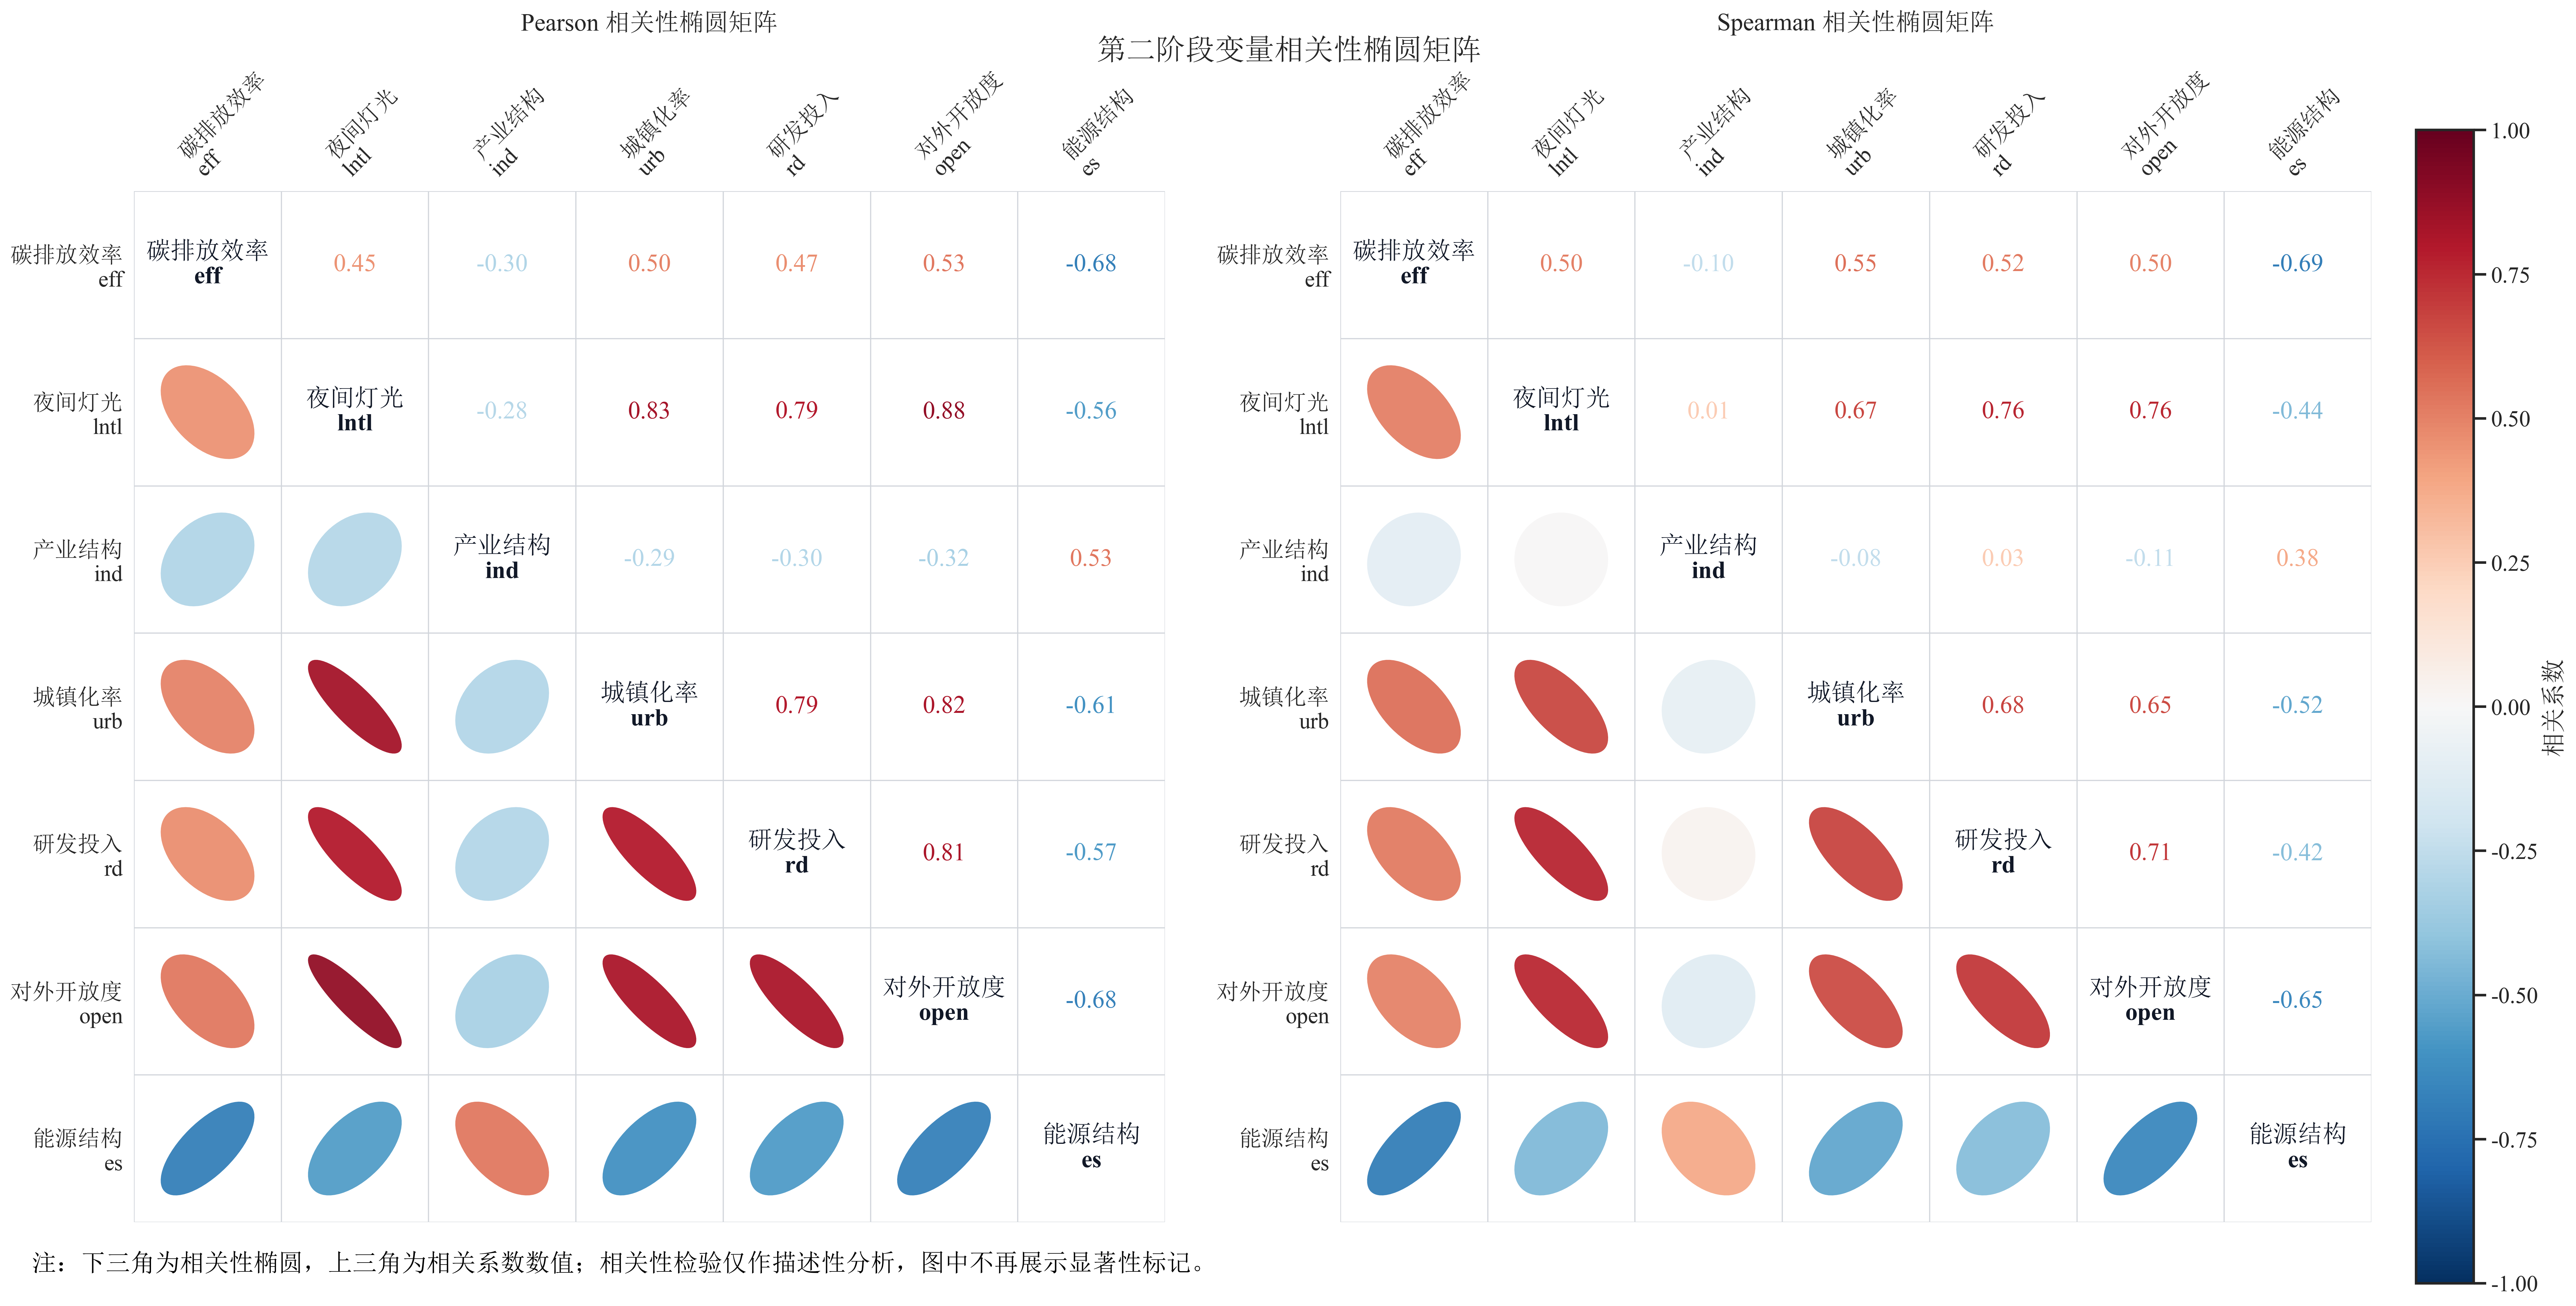 Pearson 相关性椭圆矩阵
Spearman 相关性椭圆矩阵
第二阶段变量相关性椭圆矩阵
碳排放效率
eff
夜间灯光
lntl
产业结构
ind
城镇化率
urb
研发投入
rd
对外开放度
open
能源结构
es
碳排放效率
eff
碳排放效率
eff
0.45
-0.30
0.50
0.47
0.53
-0.68
夜间灯光
lntl
夜间灯光
lntl
-0.28
0.83
0.79
0.88
-0.56
产业结构
ind
产业结构
ind
-0.29
-0.30
-0.32
0.53
城镇化率
urb
城镇化率
urb
0.79
0.82
-0.61
研发投入
rd
研发投入
rd
0.81
-0.57
对外开放度
open
对外开放度
open
-0.68
能源结构
es
能源结构
es
碳排放效率
eff
夜间灯光
lntl
产业结构
ind
城镇化率
urb
研发投入
rd
对外开放度
open
能源结构
es
碳排放效率
eff
碳排放效率
eff
0.50
-0.10
0.55
0.52
0.50
-0.69
夜间灯光
lntl
夜间灯光
lntl
0.01
0.67
0.76
0.76
-0.44
产业结构
ind
产业结构
ind
-0.08
0.03
-0.11
0.38
城镇化率
urb
城镇化率
urb
0.68
0.65
-0.52
研发投入
rd
研发投入
rd
0.71
-0.42
对外开放度
open
对外开放度
open
-0.65
能源结构
es
能源结构
es
1.00
0.75
0.50
0.25
0.00
-0.25
-0.50
-0.75
-1.00
相关系数
注：下三角为相关性椭圆，上三角为相关系数数值；相关性检验仅作描述性分析，图中不再展示显著性标记。